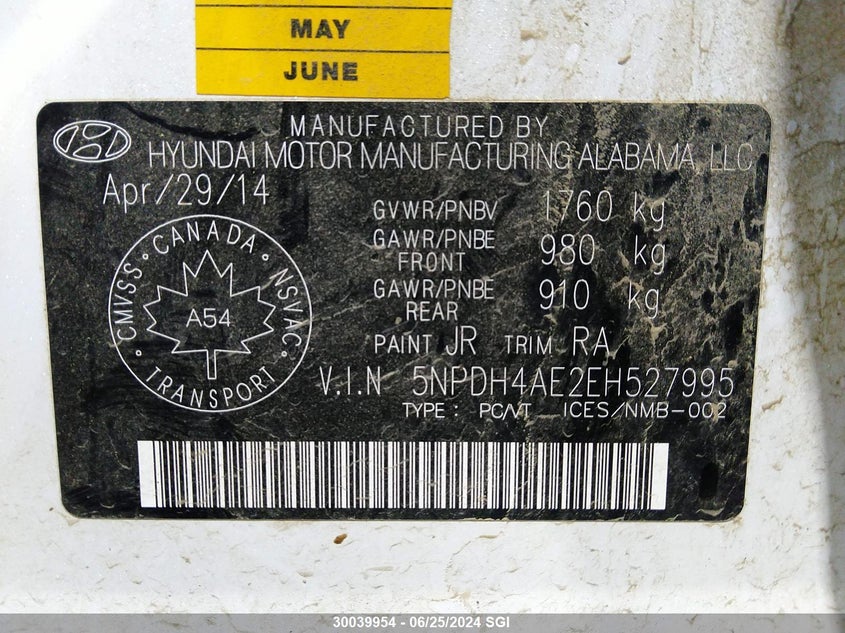 MAY
JUNE
MANUFACTURED BY
HYUNDAI MOTOR MANUFACTURING ALABAMA, LLC
Apr/29/14
GVWR/PNBV 1760 kg
GAWR/PNBE FRONT 980 kg
GAWR/PNBE REAR 910 kg
CANADA
CMVSS NSVAC
A54
TRANSPORT
PAINT JR TRIM RA
V.I.N 5NPDH4AE2EH527995
TYPE: PC/VT ICES/NMB-002
30039954 - 06/25/2024 SGI